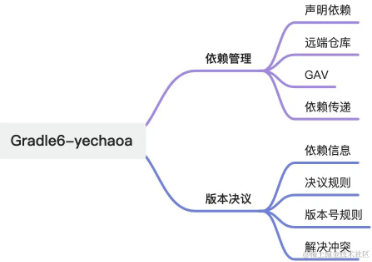 Gradle6-yechaoa
依赖管理
声明依赖
远端仓库
GAV
依赖传递
版本决议
依赖信息
决议规则
版本号规则
解决冲突
@稀土掘金技术社区